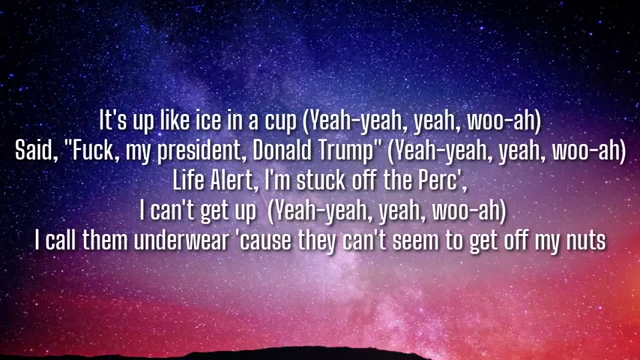 It's up like ice in a cup (Yeah-yeah, yeah, woo-ah)
Said, "Fuck, my president, Donald Trump" (Yeah-yeah, yeah, woo-ah)
Life Alert, I'm stuck off the Perc',
I can't get up (Yeah-yeah, yeah, woo-ah)
I call them underwear 'cause they can't seem to get off my nuts